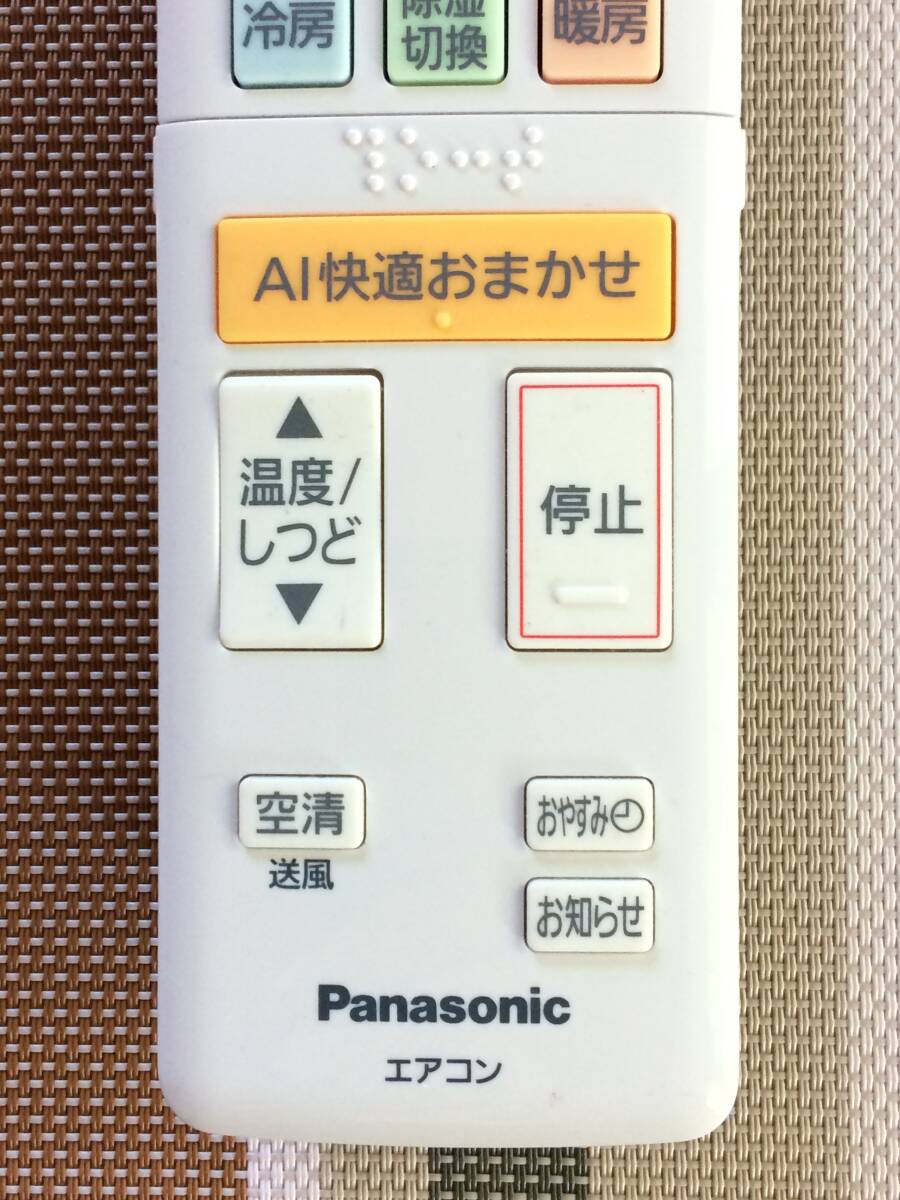 冷房
除湿
切換
暖房
AI快適おまかせ
▲
温度/
しつど
▼
停止
空清
送風
おやすみ
お知らせ
Panasonic
エアコン